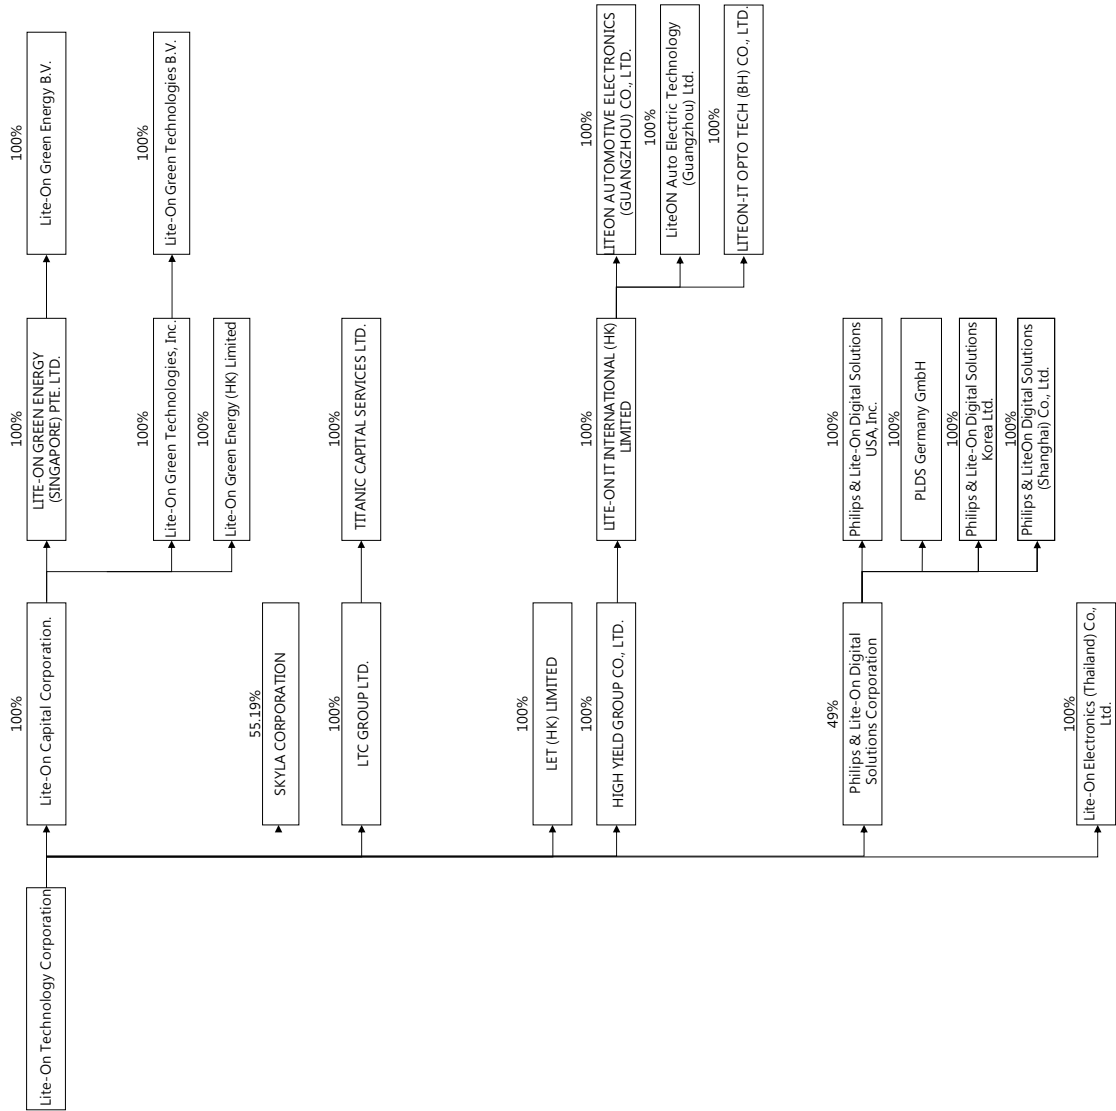 Lite-On Technology Corporation
100%
Lite-On Capital Corporation.
100%
LITE-ON GREEN ENERGY
(SINGAPORE) PTE. LTD.
100%
Lite-On Green Energy B.V.
100%
Lite-On Green Technologies, Inc.
100%
Lite-On Green Technologies B.V.
100%
Lite-On Green Energy (HK) Limited
55.19%
SKYLA CORPORATION
100%
LTC GROUP LTD.
100%
TITANIC CAPITAL SERVICES LTD.
100%
LET (HK) LIMITED
100%
HIGH YIELD GROUP CO., LTD.
100%
LITE-ON IT INTERNATIONAL (HK)
LIMITED
100%
LITEON AUTOMOTIVE ELECTRONICS
(GUANGZHOU) CO., LTD.
100%
LiteON Auto Electric Technology
(Guangzhou) Ltd.
100%
LITEON-IT OPTO TECH (BH) CO., LTD.
49%
Philips & Lite-On Digital
Solutions Corporation
100%
Philips & Lite-On Digital Solutions
USA, Inc.
100%
PLDS Germany GmbH
100%
Philips & Lite-On Digital Solutions
Korea Ltd.
100%
Philips & LiteOn Digital Solutions
(Shanghai) Co., Ltd.
100%
Lite-On Electronics (Thailand) Co.,
Ltd.